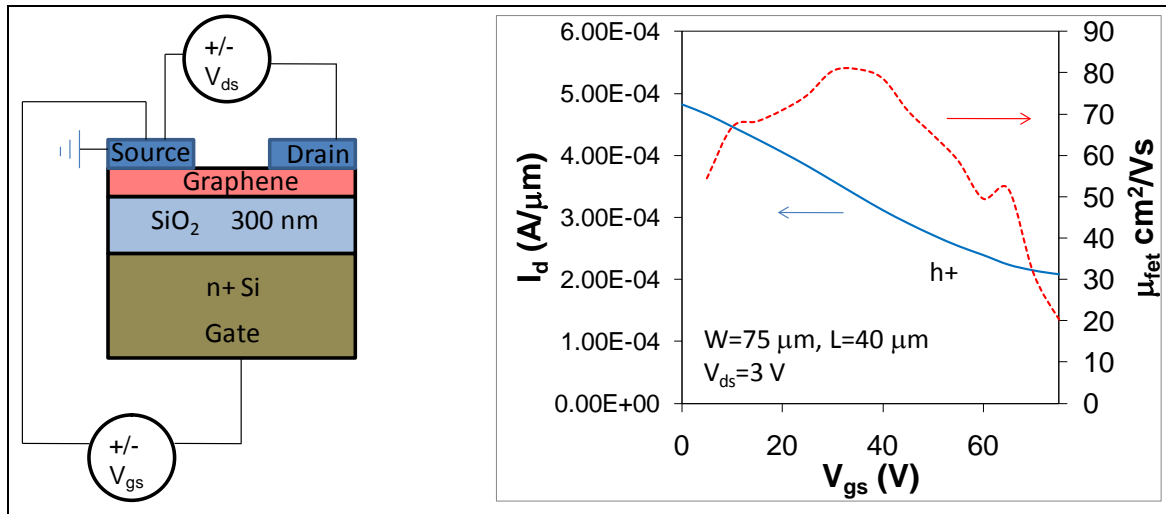 +/-
Vds
Source
Drain
Graphene
SiO2 300 nm
n+ Si
Gate
+/-
Vgs
6.00E-04
5.00E-04
4.00E-04
3.00E-04
2.00E-04
1.00E-04
0.00E+00
Id (A/μm)
90
80
70
60
50
40
30
20
10
0
μfet cm²/Vs
h+
W=75 μm, L=40 μm
Vds=3 V
0 20 40 60
Vgs (V)